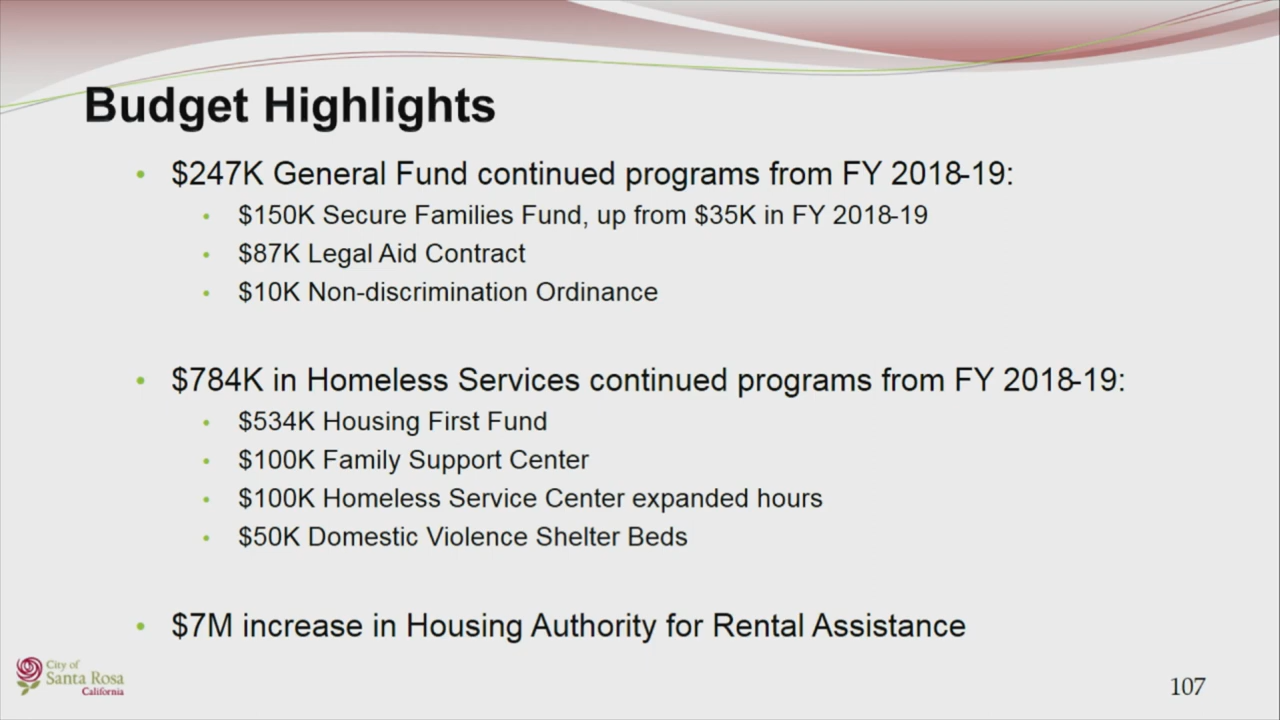 Budget Highlights
• $247K General Fund continued programs from FY 2018-19:
• $150K Secure Families Fund, up from $35K in FY 2018-19
• $87K Legal Aid Contract
• $10K Non-discrimination Ordinance
• $784K in Homeless Services continued programs from FY 2018-19:
• $534K Housing First Fund
• $100K Family Support Center
• $100K Homeless Service Center expanded hours
• $50K Domestic Violence Shelter Beds
• $7M increase in Housing Authority for Rental Assistance
City of
Santa Rosa
California
107